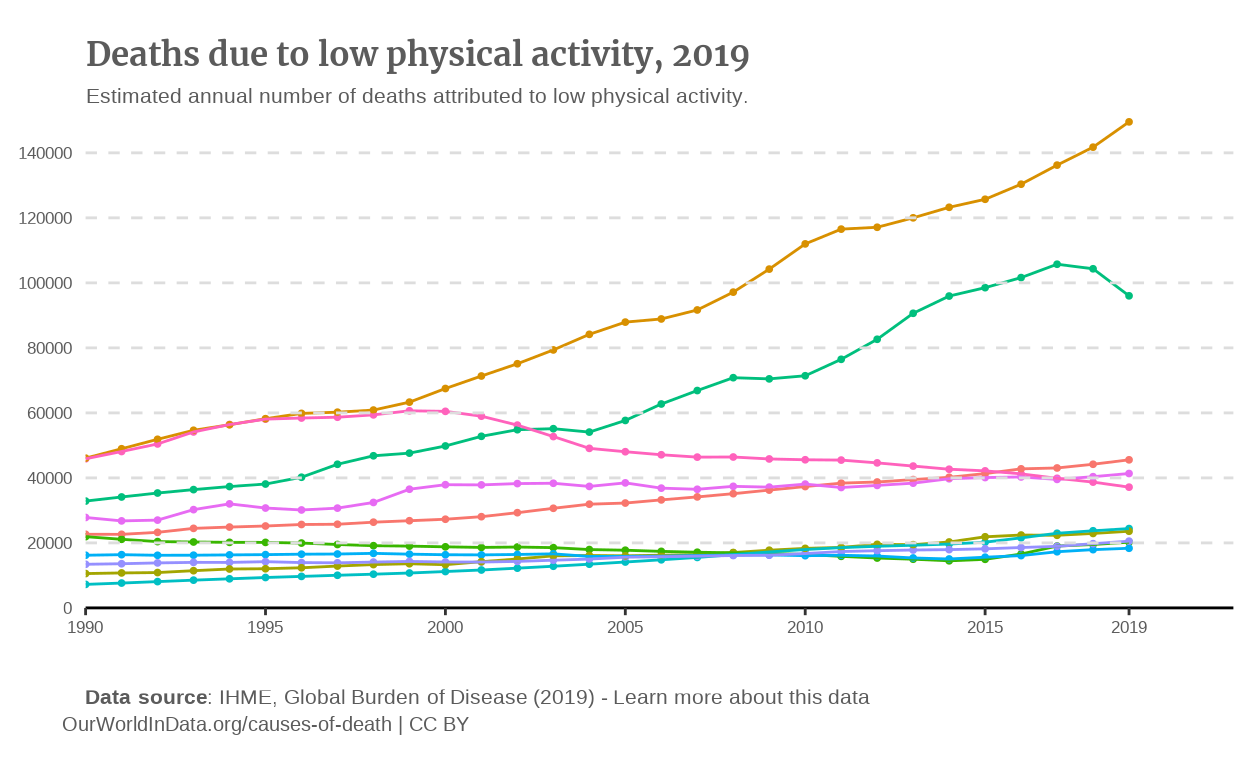 Deaths due to low physical activity, 2019
Estimated annual number of deaths attributed to low physical activity.
140000
120000
100000
80000
60000
40000
20000
0
1990 1995 2000 2005 2010 2015 2019
Data source: IHME, Global Burden of Disease (2019) - Learn more about this data
OurWorldInData.org/causes-of-death | CC BY